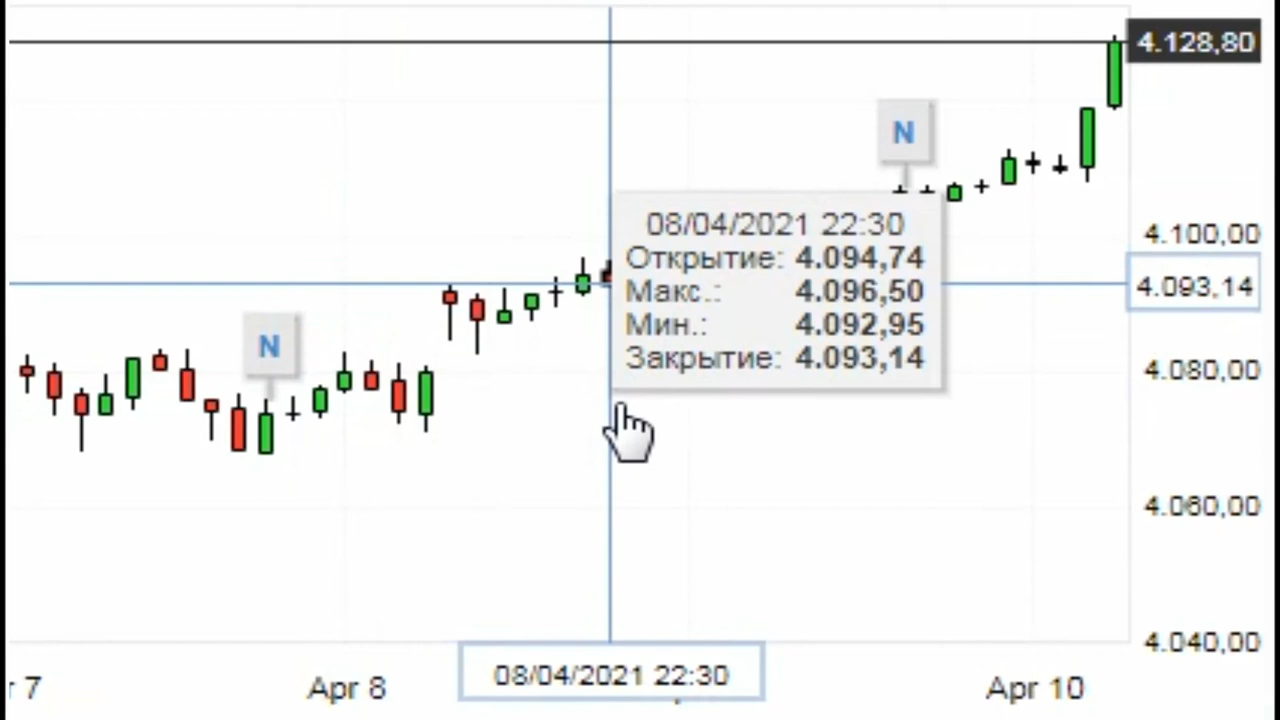 4.128,80
N
08/04/2021 22:30
Открытие: 4.094,74
Макс.: 4.096,50
Мин.: 4.092,95
Закрытие: 4.093,14
4.100,00
4.093,14
N
4.080,00
4.060,00
4.040,00
7
Apr 8
08/04/2021 22:30
Apr 10